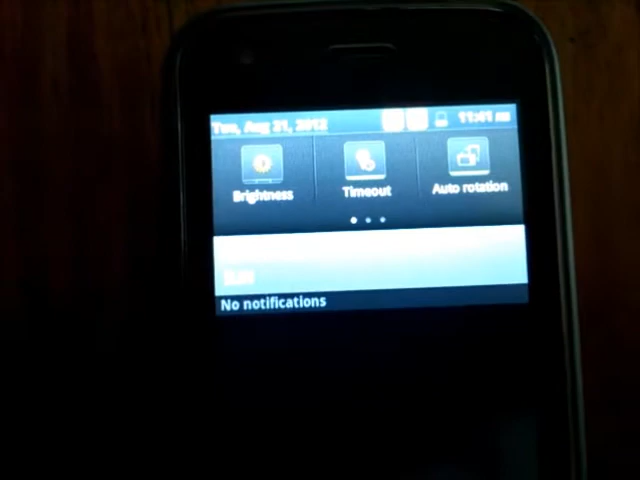 Tue, Aug 21, 2012 11:41 AM
Brightness Timeout Auto rotation
No notifications